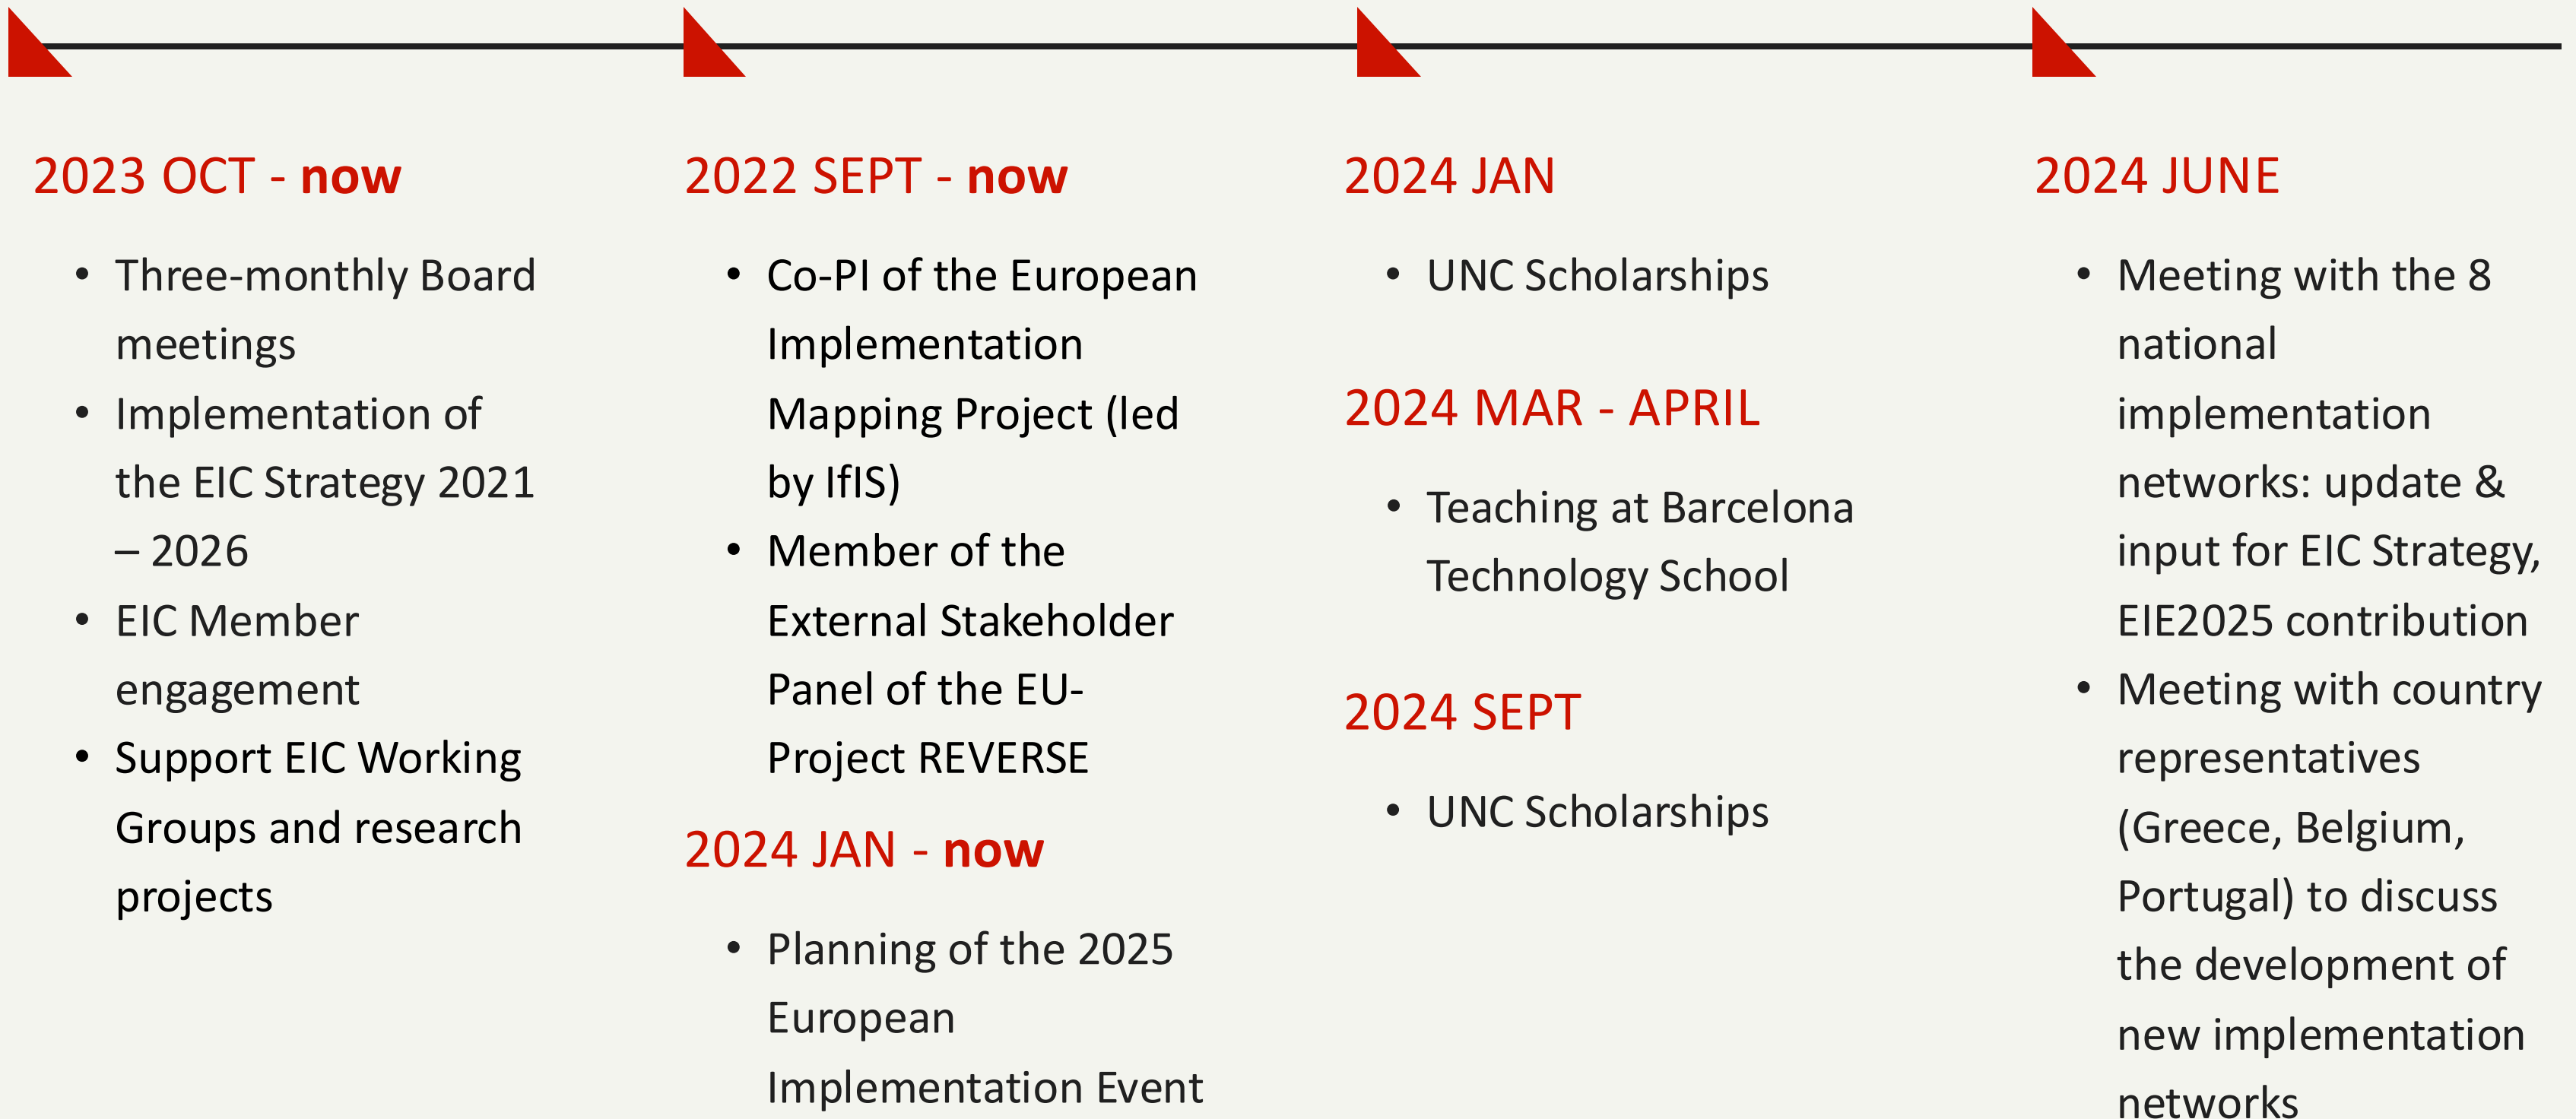 2023 OCT - now
• Three-monthly Board
meetings
• Implementation of
the EIC Strategy 2021
– 2026
• EIC Member
engagement
• Support EIC Working
Groups and research
projects
2022 SEPT - now
• Co-PI of the European
Implementation
Mapping Project (led
by IfIS)
• Member of the
External Stakeholder
Panel of the EU-
Project REVERSE
2024 JAN - now
• Planning of the 2025
European
Implementation Event
2024 JAN
• UNC Scholarships
2024 MAR - APRIL
• Teaching at Barcelona
Technology School
2024 SEPT
• UNC Scholarships
2024 JUNE
• Meeting with the 8
national
implementation
networks: update &
input for EIC Strategy,
EIE2025 contribution
• Meeting with country
representatives
(Greece, Belgium,
Portugal) to discuss
the development of
new implementation
networks